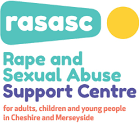 rasasc
Rape and
Sexual Abuse
Support Centre
for adults, children and young people
in Cheshire and Merseyside